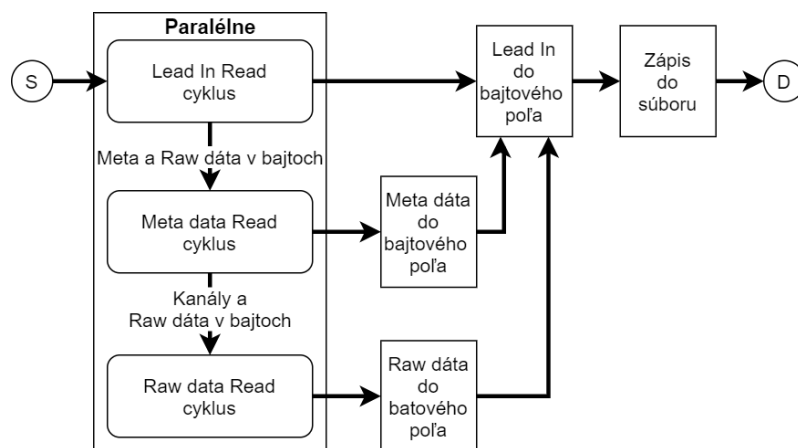 Paralélne
S
Lead In Read
cyklus
Lead In
do
bajtového
poľa
Zápis
do
súboru
D
Meta a Raw dáta v bajtoch
Meta data Read
cyklus
Meta dáta
do
bajtového
poľa
Kanály a
Raw dáta v bajtoch
Raw data Read
cyklus
Raw dáta
do
batového
poľa